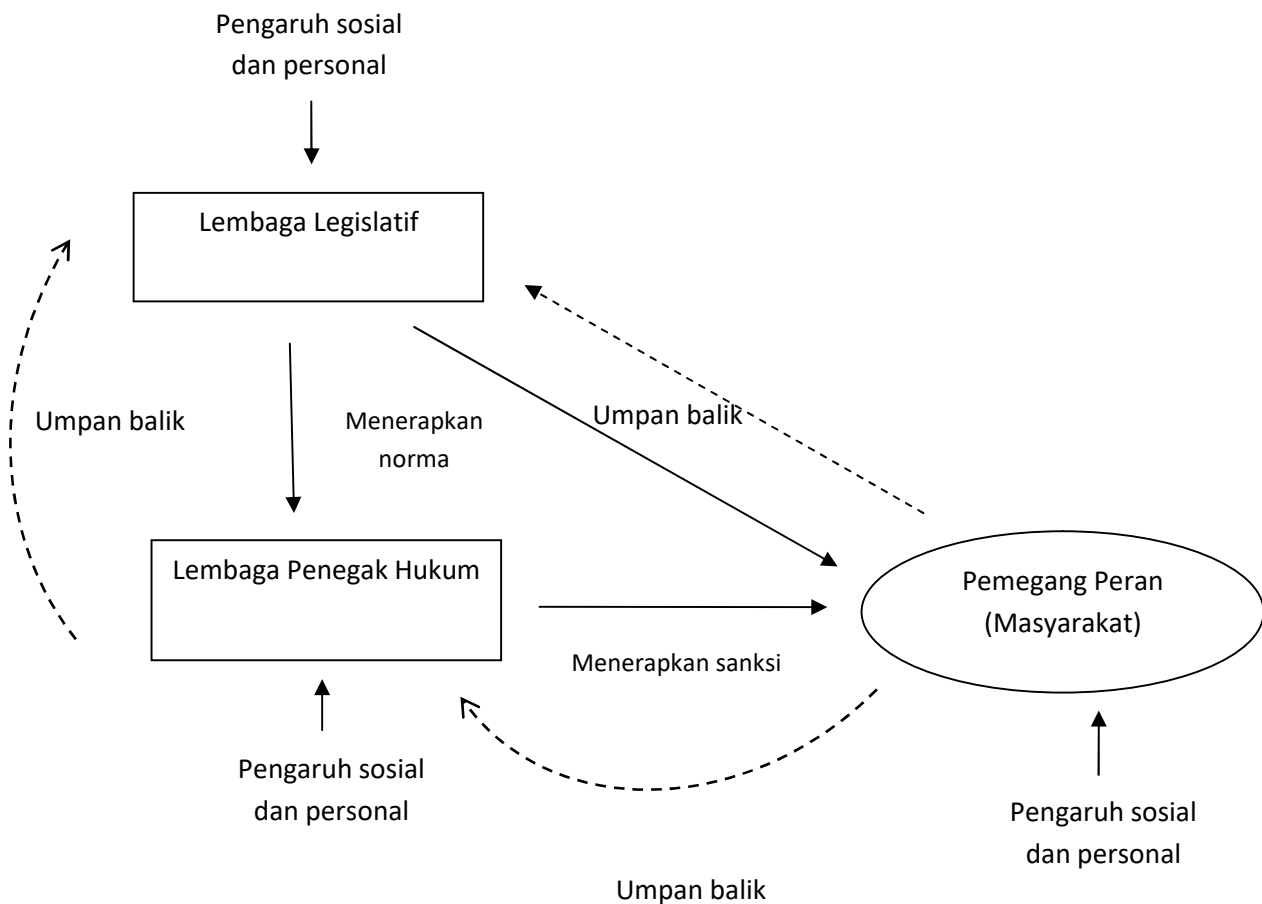 Pengaruh sosial
dan personal
Lembaga Legislatif
Umpan balik
Menerapkan
norma
Umpan balik
Lembaga Penegak Hukum
Pemegang Peran
(Masyarakat)
Menerapkan sanksi
Pengaruh sosial
dan personal
Pengaruh sosial
dan personal
Umpan balik